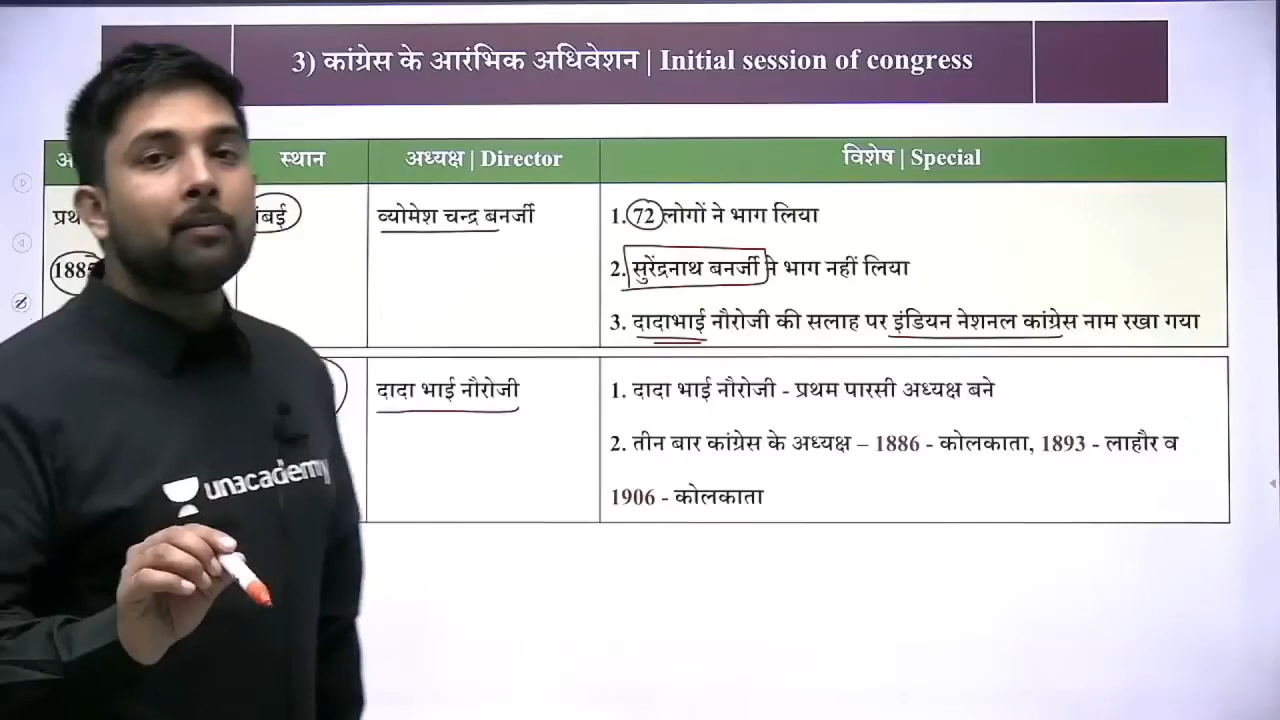 3) कांग्रेस के आरंभिक अधिवेशन | Initial session of congress
स्थान
अध्यक्ष | Director
विशेष | Special
व्योमेश चन्द्र बनर्जी
1. 72 लोगों ने भाग लिया
1885
2. सुरेंद्रनाथ बनर्जी ने भाग नहीं लिया
3. दादाभाई नौरोजी की सलाह पर इंडियन नेशनल कांग्रेस नाम रखा गया
दादा भाई नौरोजी
1. दादा भाई नौरोजी - प्रथम पारसी अध्यक्ष बने
2. तीन बार कांग्रेस के अध्यक्ष – 1886 - कोलकाता, 1893 - लाहौर व
1906 - कोलकाता
unacademy